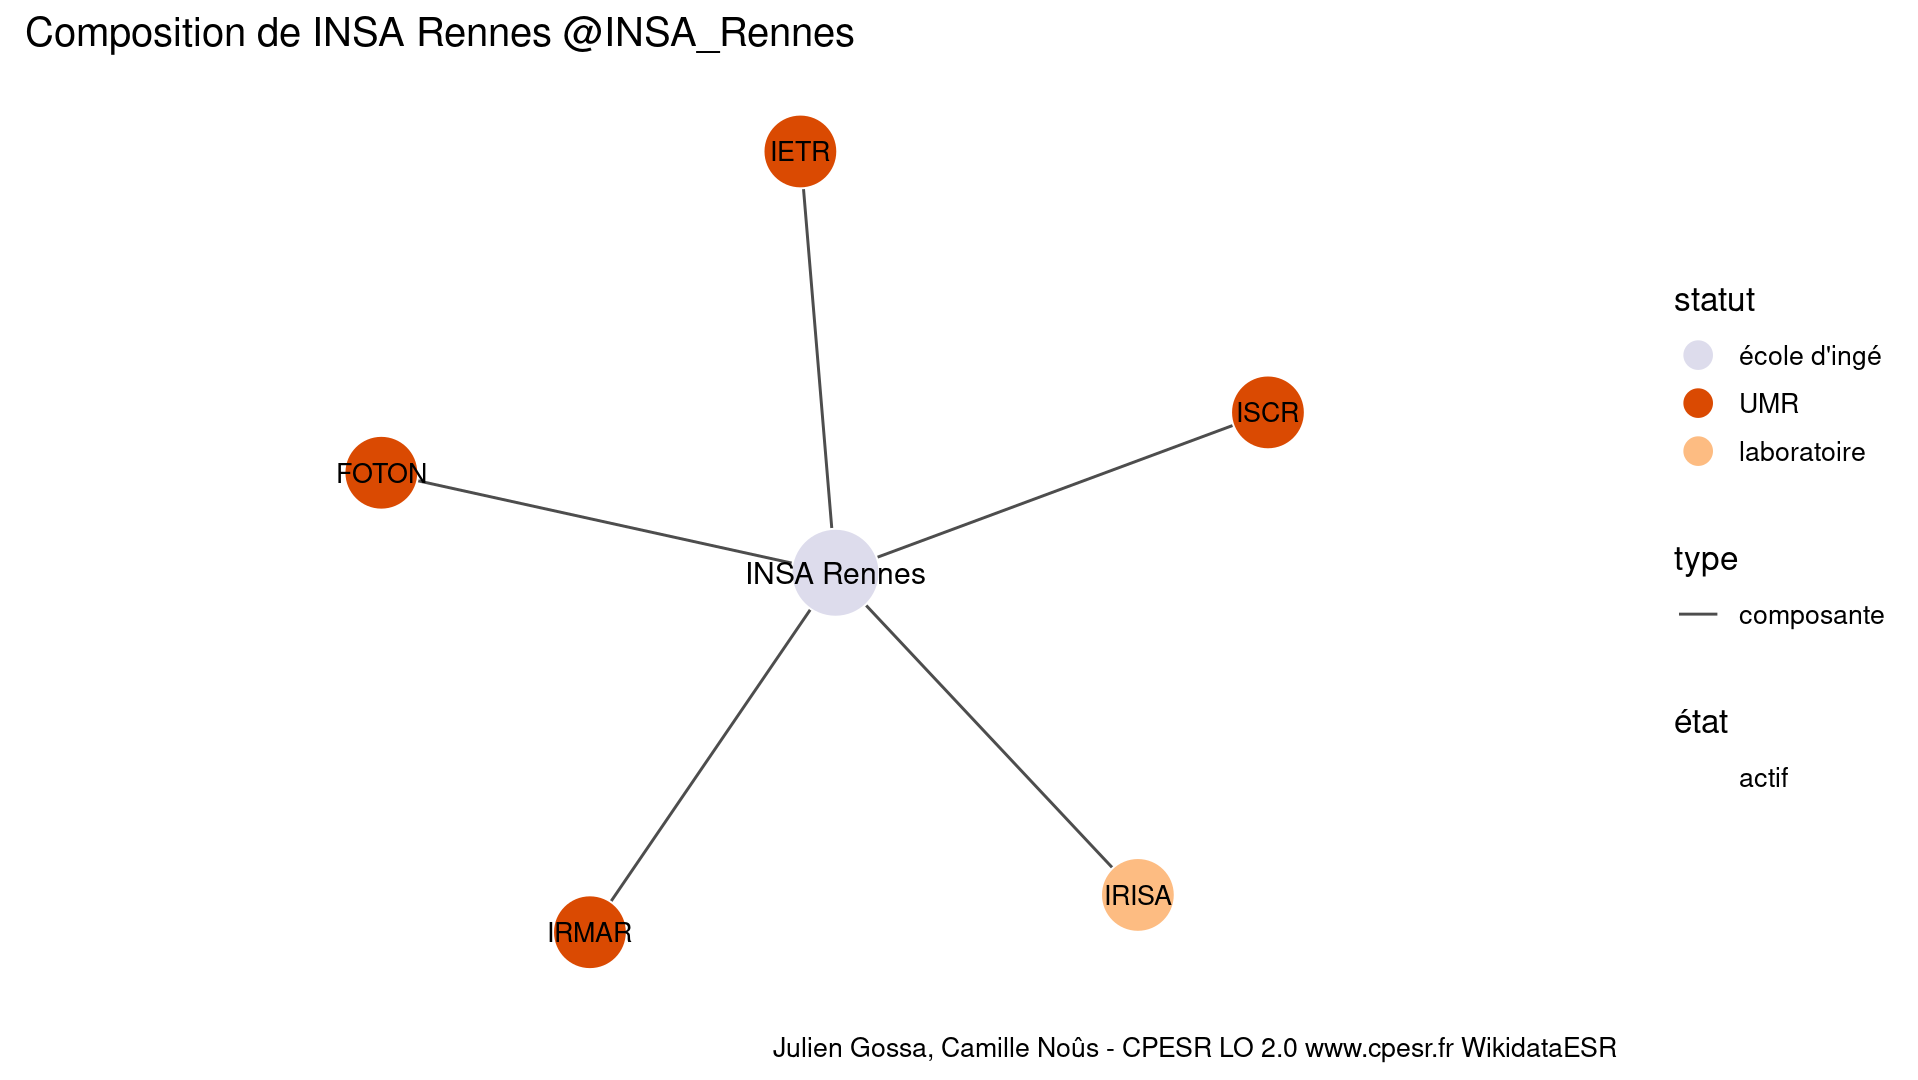 Composition de INSA Rennes @INSA_Rennes
IETR
ISCR
FOTON
INSA Rennes
IRISA
IRMAR
statut
école d'ingé
UMR
laboratoire
type
composante
état
actif
Julien Gossa, Camille Noûs - CPESR LO 2.0 www.cpesr.fr WikidataESR